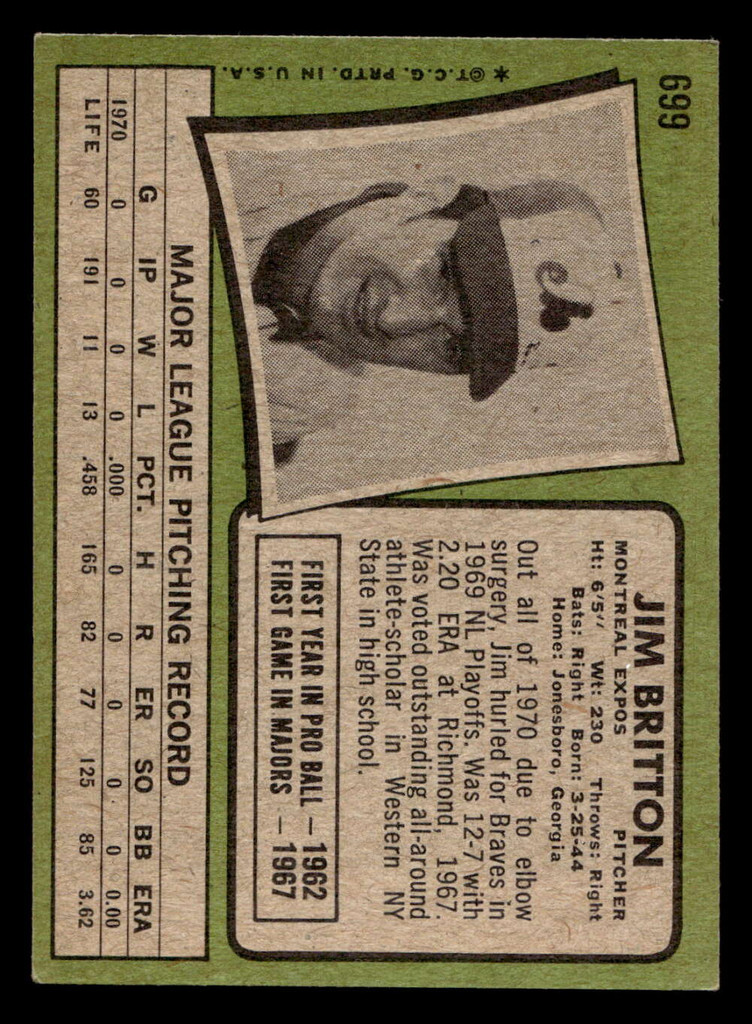 699
*©T.C.G. PRTD. IN U.S.A.
e
JIM BRITTON
MONTREAL EXPOS PITCHER
Ht: 6'5" Wt: 230 Throws: Right
Bats: Right Born: 3-25-44
Home: Jonesboro, Georgia
Out all of 1970 due to elbow
surgery, Jim hurled for Braves in
1969 NL Playoffs. Was 12-7 with
2.20 ERA at Richmond, 1967.
Was voted outstanding all-around
athlete-scholar in Western NY
State in high school.
FIRST YEAR IN PRO BALL — 1962
FIRST GAME IN MAJORS — 1967
MAJOR LEAGUE PITCHING RECORD
G IP W L PCT. H R ER SO BB ERA
1970 0 0 0 0 .000 0 0 0 0 0 0.00
LIFE 60 191 11 13 .458 165 82 77 125 85 3.62